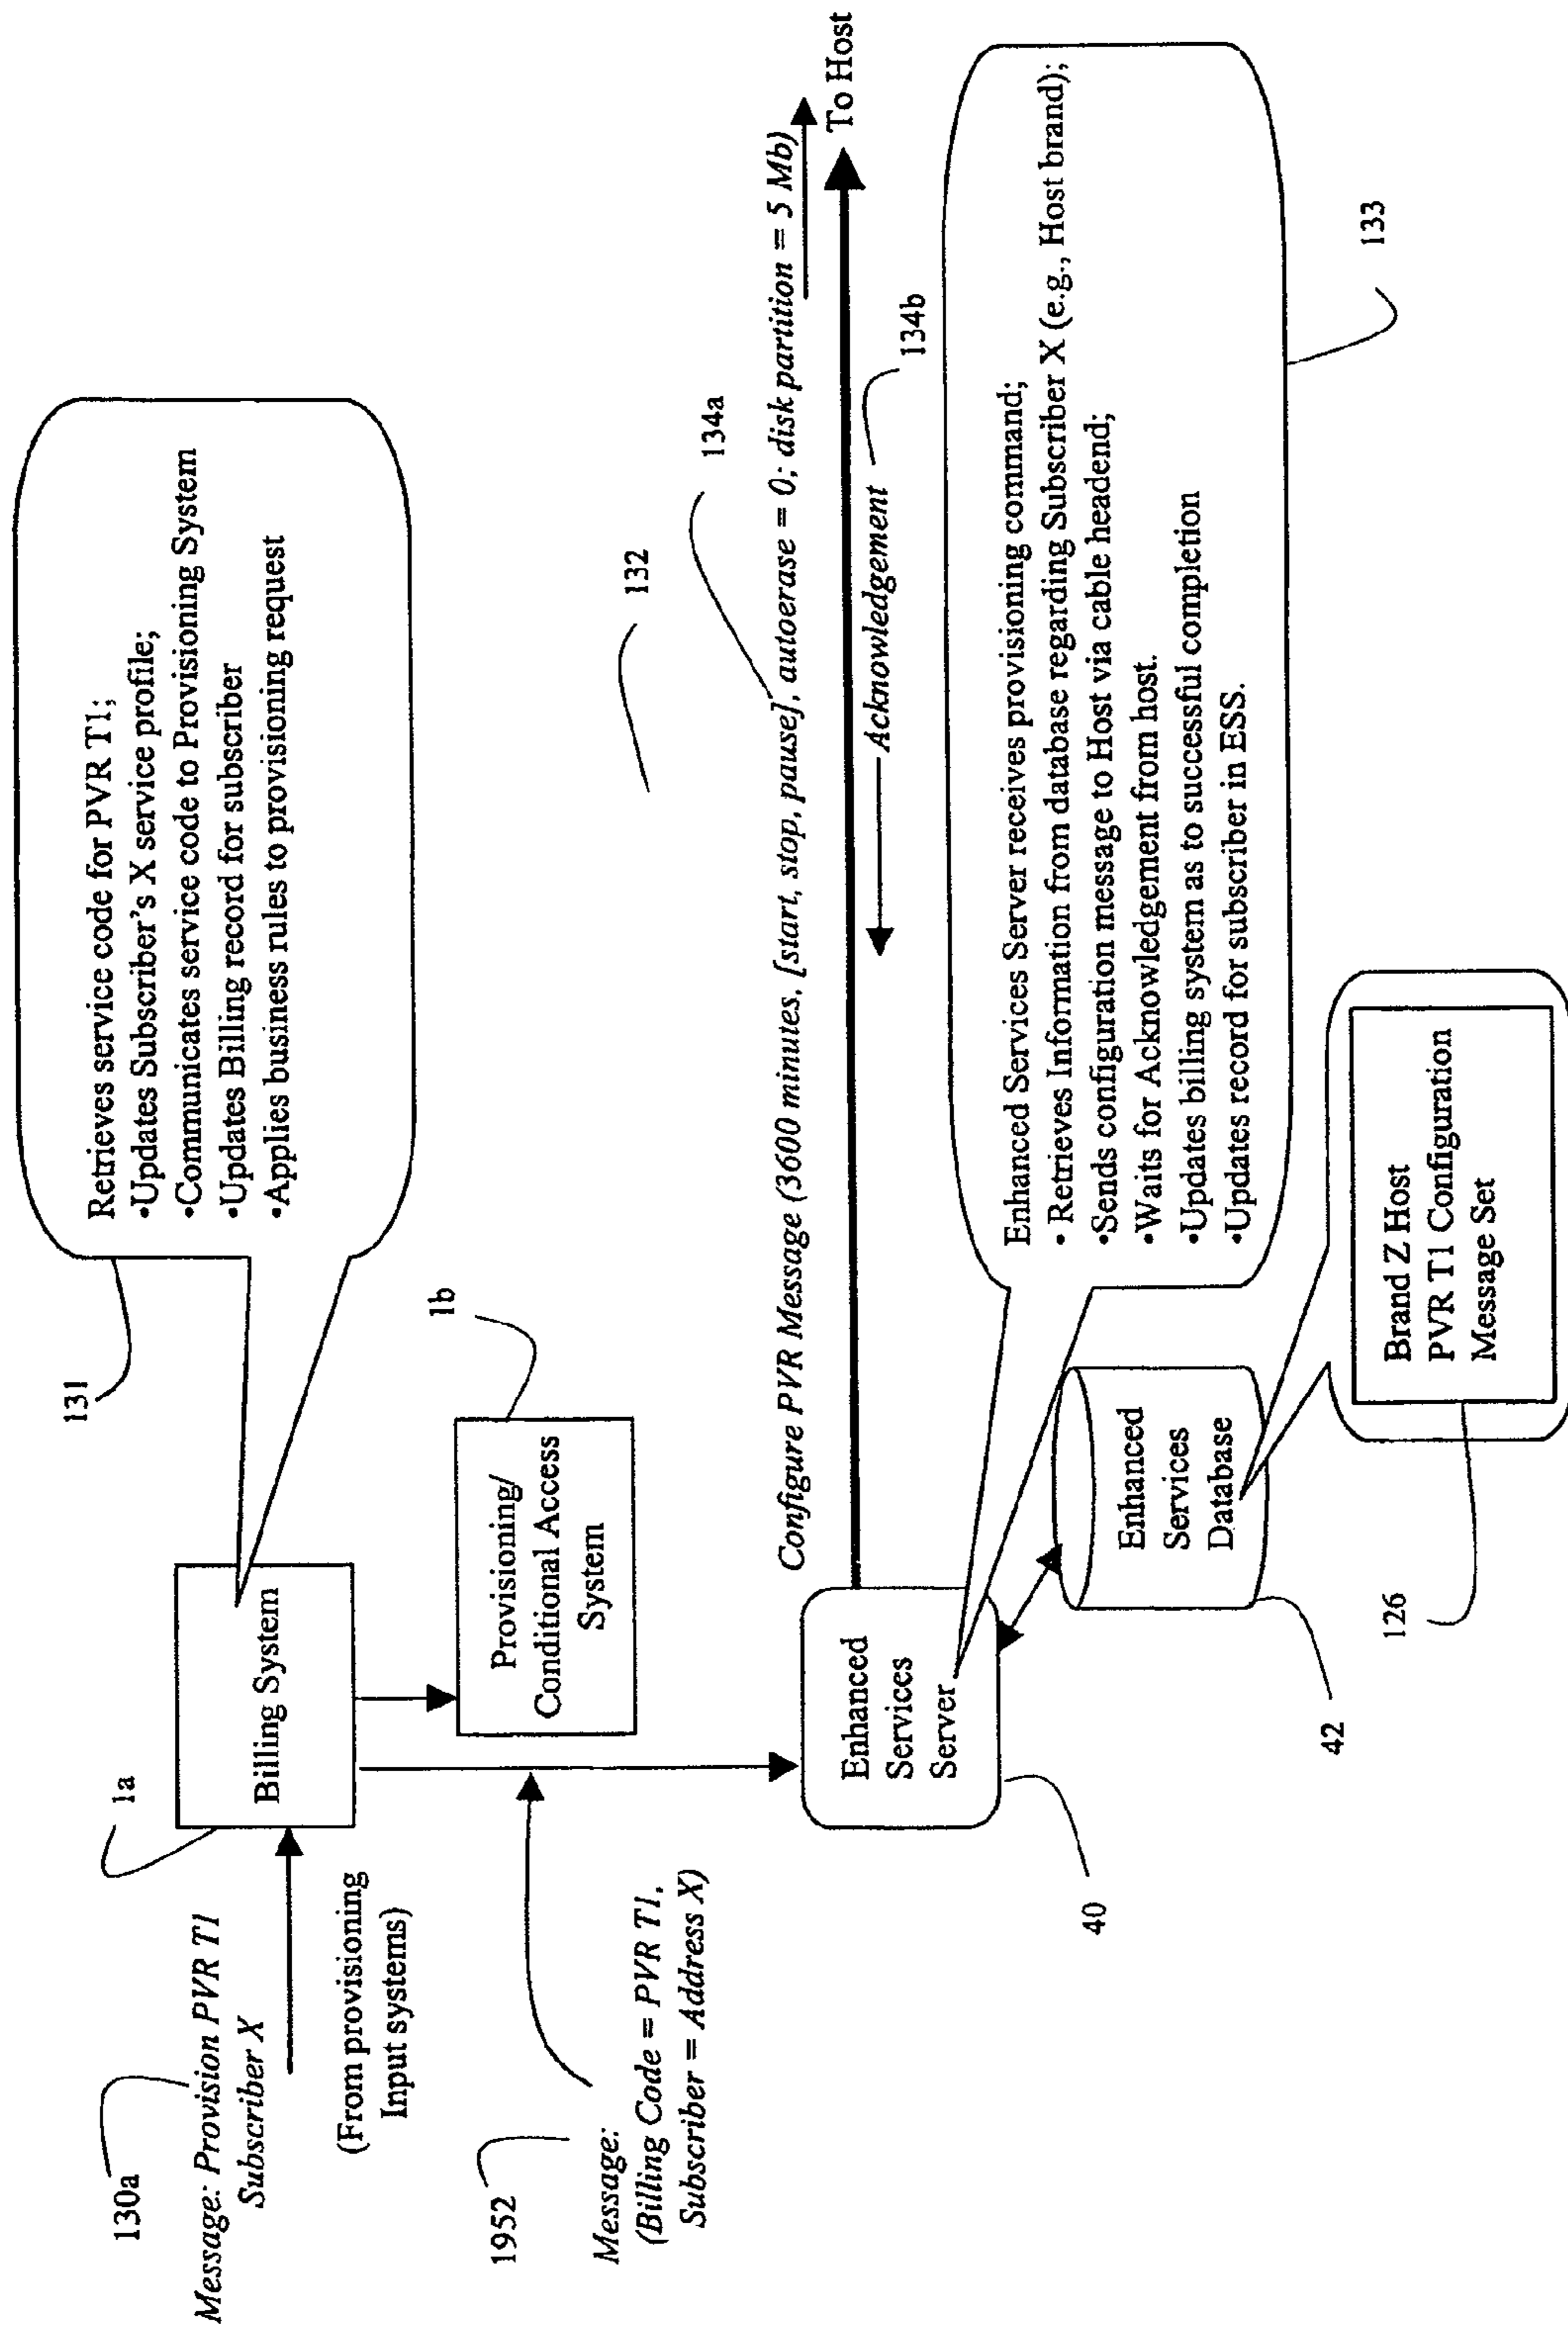 130a
Message: Provision PVR T1
Subscriber X
(From provisioning
Input systems)
1a
Billing System
131
Retrieves service code for PVR T1;
•Updates Subscriber's X service profile;
•Communicates service code to Provisioning System
•Updates Billing record for subscriber
•Applies business rules to provisioning request
1b
Provisioning/
Conditional Access
System
1952
Message:
(Billing Code = PVR T1,
Subscriber = Address X)
132
134a
Configure PVR Message (3600 minutes, [start, stop, pause], autoerase = 0; disk partition = 5 Mb)
To Host
Acknowledgement
134b
Enhanced
Services
Server
40
Enhanced Services Server receives provisioning command;
• Retrieves Information from database regarding Subscriber X (e.g., Host brand);
•Sends configuration message to Host via cable headend;
•Waits for Acknowledgement from host.
•Updates billing system as to successful completion
•Updates record for subscriber in ESS.
133
Enhanced
Services
Database
42
Brand Z Host
PVR T1 Configuration
Message Set
126